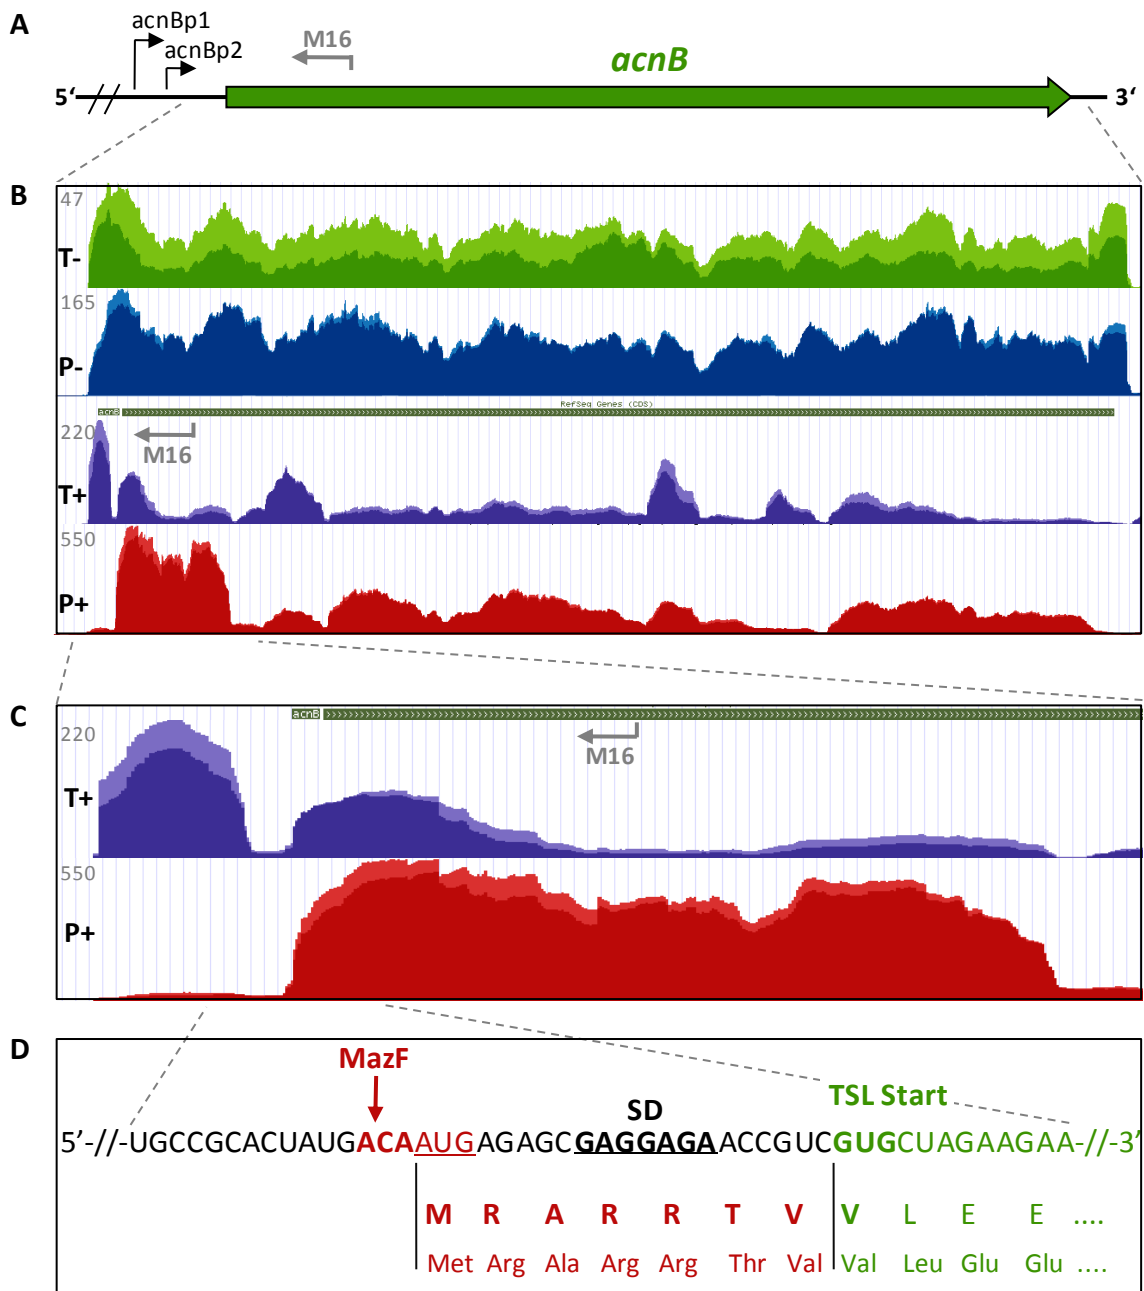 A
acnBp1
acnBp2
M16
acnB
5‘
3‘
B
47
T-
165
P-
RefSeq Genes (CDS)
acnB
220
M16
T+
550
P+
C
acnB
220
M16
T+
550
P+
D
MazF
TSL Start
SD
5’-//-UGCCGCACUAUGACAAUGAGAGCGAGGAGAACCGUCGUGCUAGAAGAA-//-3’
M R A R R T V V L E E ....
Met Arg Ala Arg Arg Thr Val Val Leu Glu Glu ....